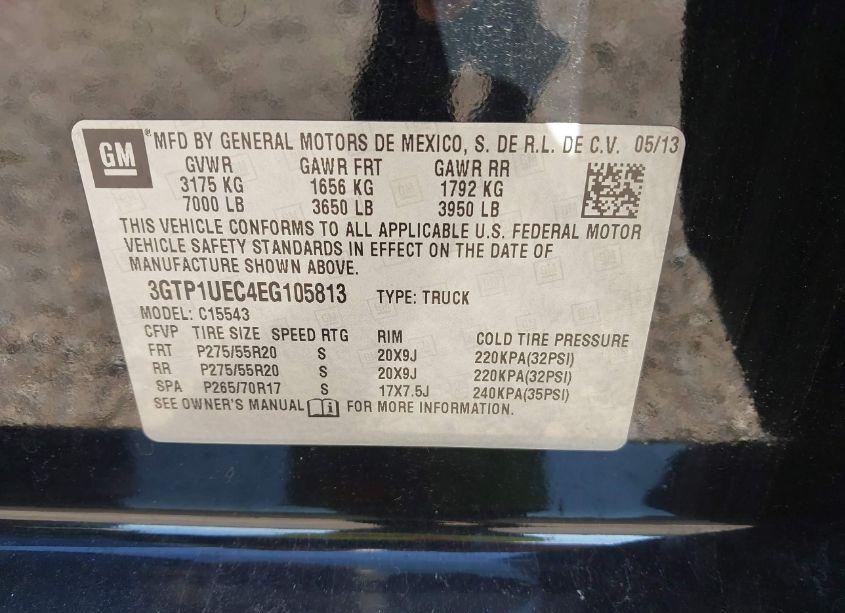 GM
® MFD BY GENERAL MOTORS DE MEXICO, S. DE R.L. DE C.V. 05/13
GVWR GAWR FRT GAWR RR
3175 KG 1656 KG 1792 KG
7000 LB 3650 LB 3950 LB
THIS VEHICLE CONFORMS TO ALL APPLICABLE U.S. FEDERAL MOTOR
VEHICLE SAFETY STANDARDS IN EFFECT ON THE DATE OF
MANUFACTURE SHOWN ABOVE.
3GTP1UEC4EG105813 TYPE: TRUCK
MODEL: C15543
CFVP TIRE SIZE SPEED RTG RIM COLD TIRE PRESSURE
FRT P275/55R20 S 20X9J 220KPA(32PSI)
RR P275/55R20 S 20X9J 220KPA(32PSI)
SPA P265/70R17 S 17X7.5J 240KPA(35PSI)
SEE OWNER'S MANUAL FOR MORE INFORMATION.